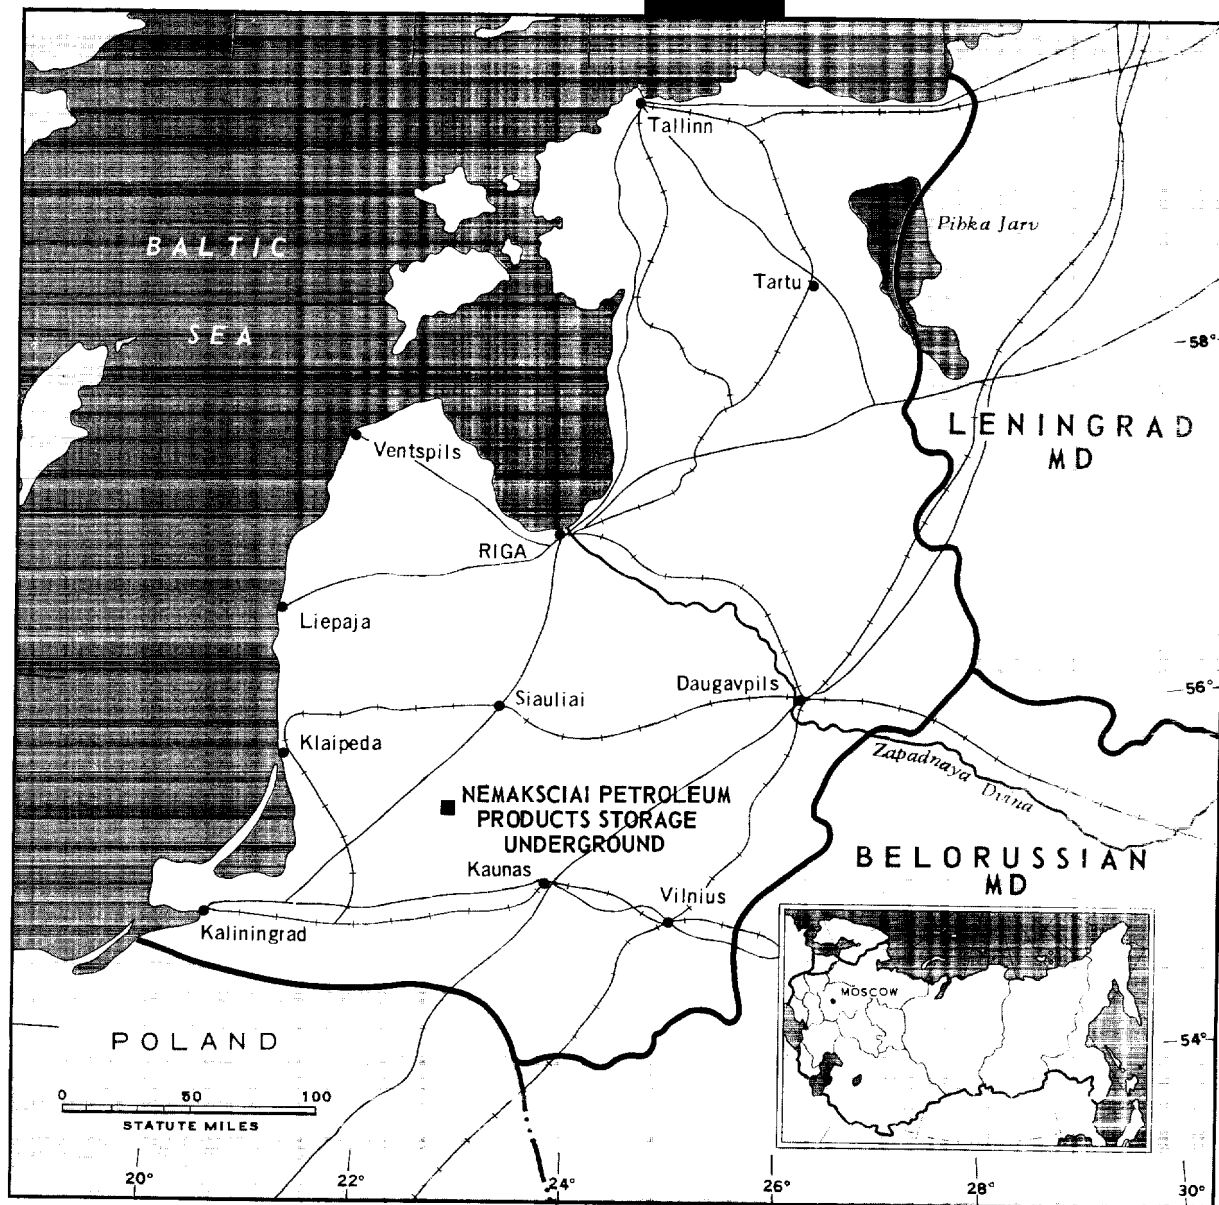 Tallinn
Pihka Jarv
BALTIC
SEA
Tartu
58°
LENINGRAD
MD
Ventspils
RIGA
Liepaja
Daugavpils
56°
Siauliai
Klaipeda
Zapadnaya Dvina
NEMAKSCIAI PETROLEUM
PRODUCTS STORAGE
UNDERGROUND
BELORUSSIAN
MD
Kaunas
Vilnius
Kaliningrad
MOSCOW
POLAND
54°
0 50 100
STATUTE MILES
20° 22° 24° 26° 28° 30°